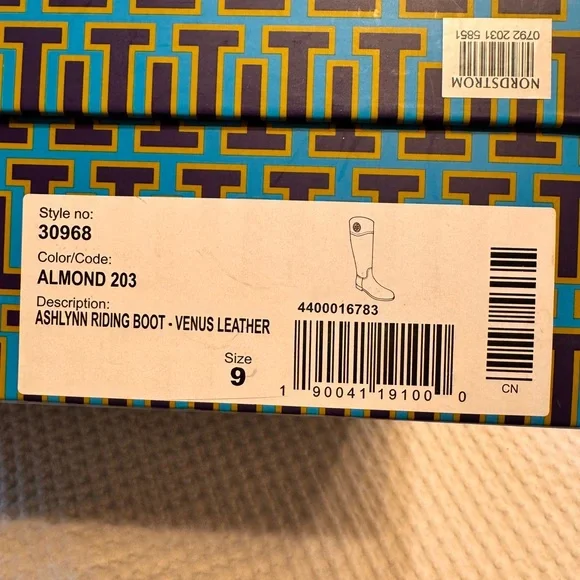 NORDSTROM
0792 2031 5851
Style no:
30968
Color/Code:
ALMOND 203
Description:
ASHLYNN RIDING BOOT - VENUS LEATHER
Size
9
4400016783
1 90041 19100 0
CN